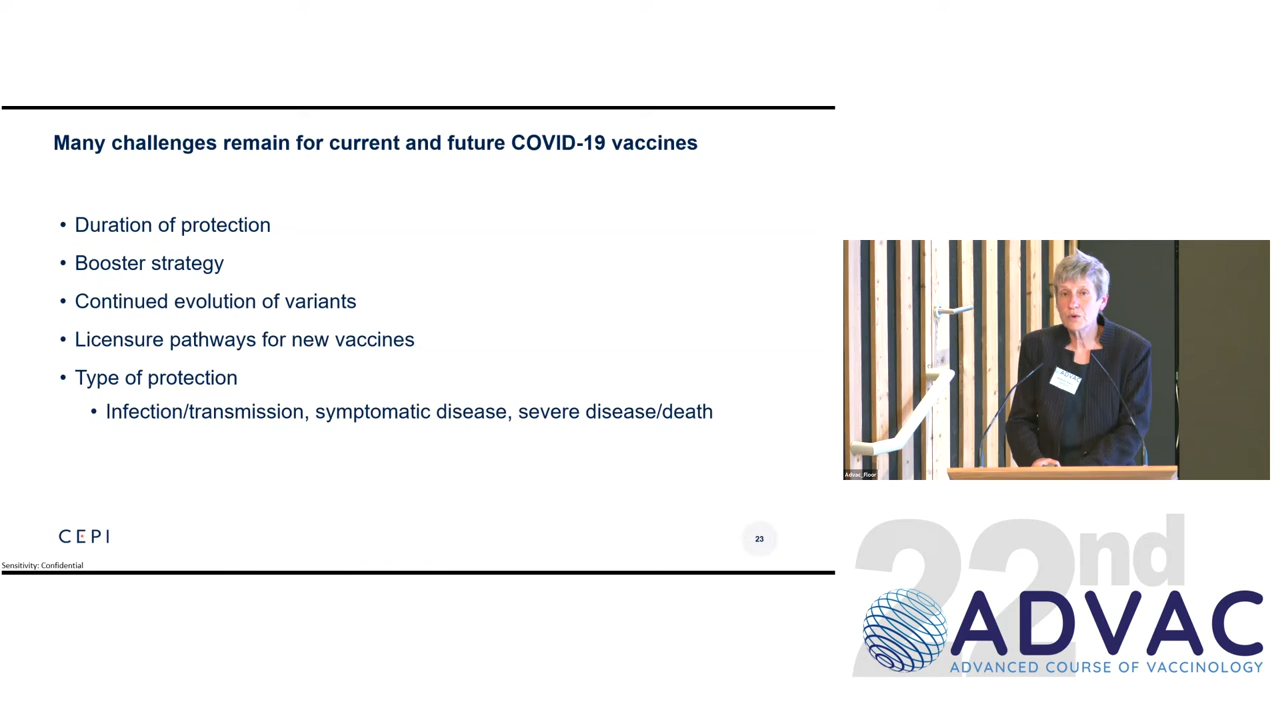 Many challenges remain for current and future COVID-19 vaccines
• Duration of protection
• Booster strategy
• Continued evolution of variants
• Licensure pathways for new vaccines
• Type of protection
• Infection/transmission, symptomatic disease, severe disease/death
CEPI
23
Sensitivity: Confidential
ADVAC
Advac_Floor
22nd
ADVAC
ADVANCED COURSE OF VACCINOLOGY